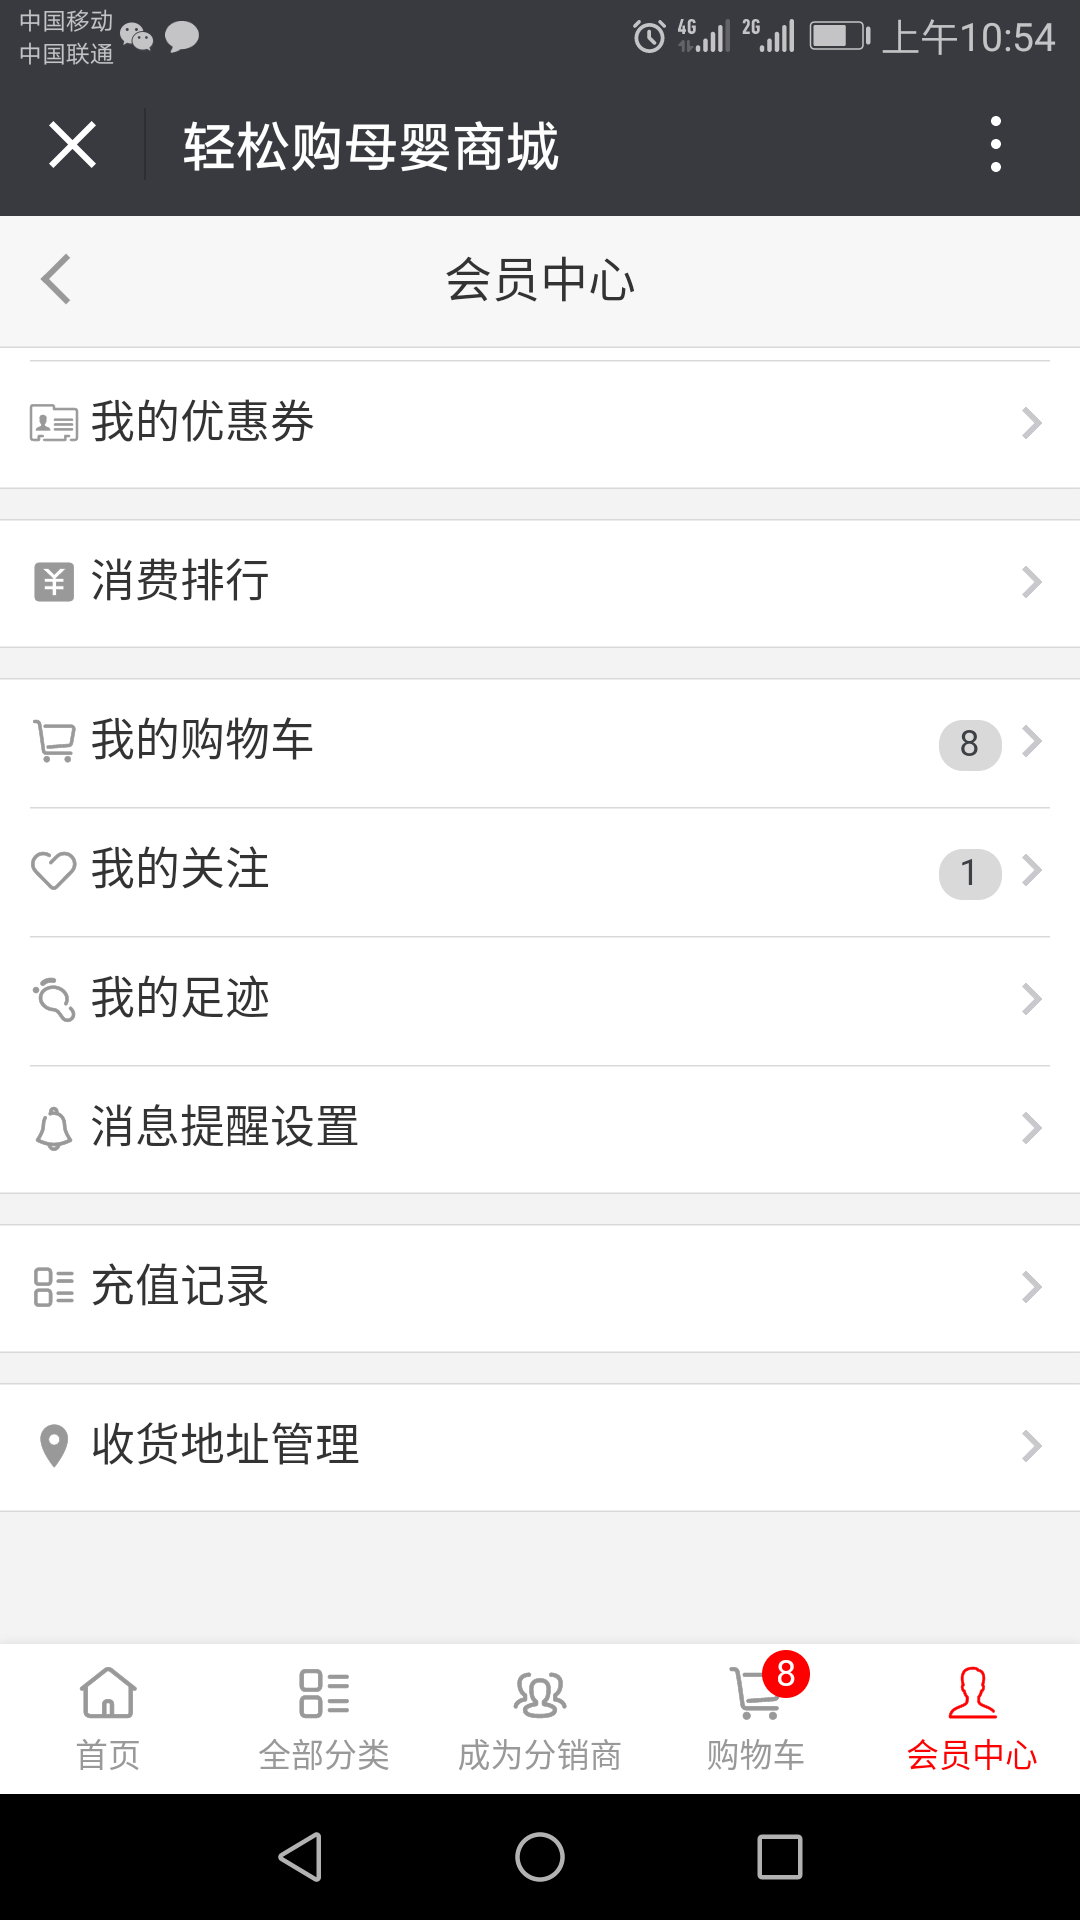 中国移动
中国联通
4G 2G 上午10:54
轻松购母婴商城
会员中心
我的优惠券
消费排行
我的购物车 8
我的关注 1
我的足迹
消息提醒设置
充值记录
收货地址管理
8
首页 全部分类 成为分销商 购物车 会员中心